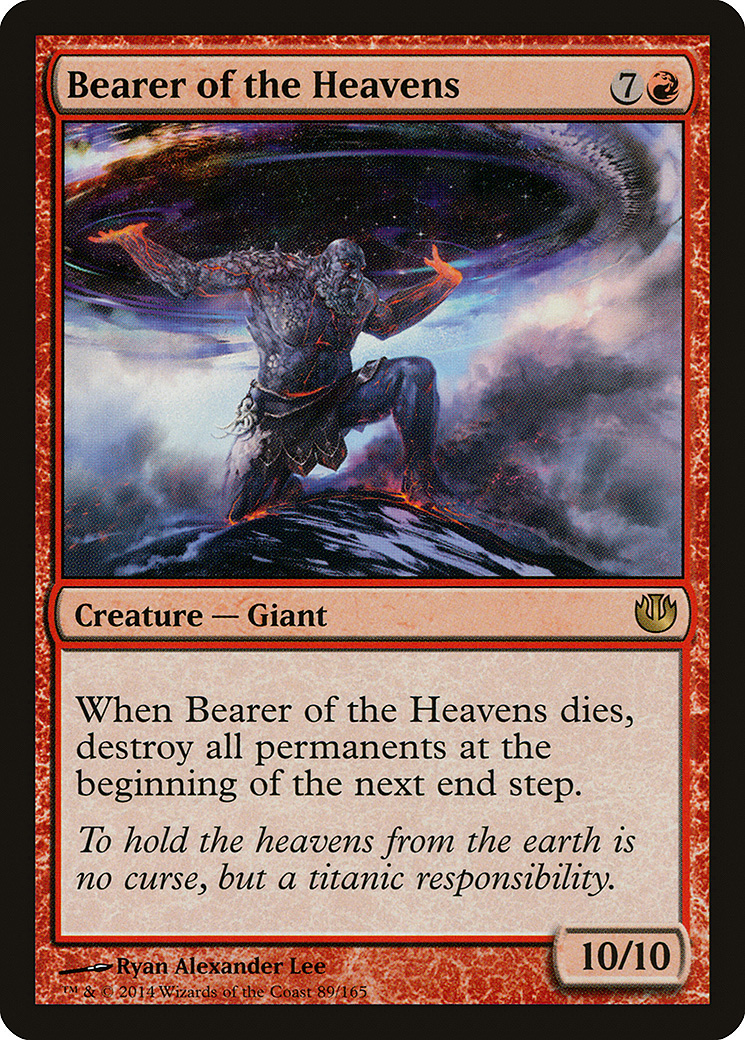 Bearer of the Heavens 7
Creature — Giant
When Bearer of the Heavens dies,
destroy all permanents at the
beginning of the next end step.
To hold the heavens from the earth is
no curse, but a titanic responsibility.
10/10
Ryan Alexander Lee
™ & © 2014 Wizards of the Coast 89/165